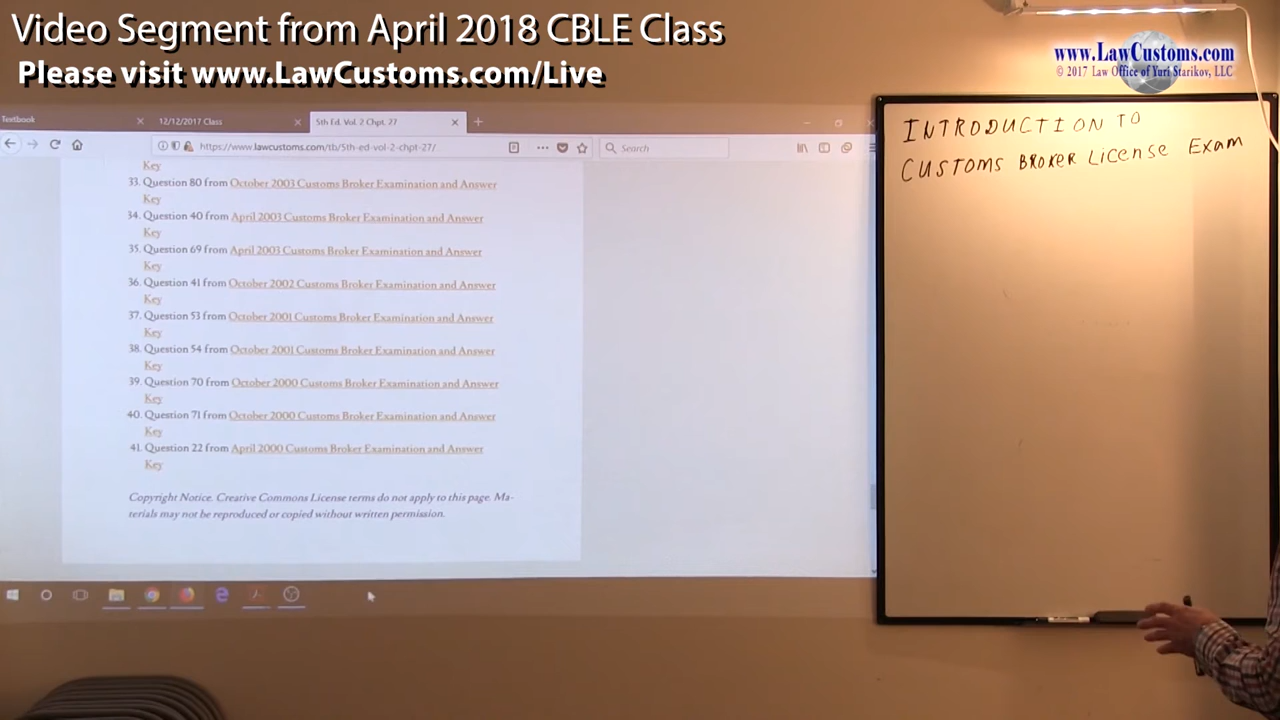 Video Segment from April 2018 CBLE Class
Please visit www.LawCustoms.com/Live
www.LawCustoms.com
© 2017 Law Office of Yuri Starikov, LLC
Textbook
12/12/2017 Class
5th Ed. Vol. 2 Chpt. 27
https://www.lawcustoms.com/tb/5th-ed-vol-2-chpt-27/
Search
Key
33. Question 80 from October 2003 Customs Broker Examination and Answer
Key
34. Question 40 from April 2003 Customs Broker Examination and Answer
Key
35. Question 69 from April 2003 Customs Broker Examination and Answer
Key
36. Question 41 from October 2002 Customs Broker Examination and Answer
Key
37. Question 53 from October 2001 Customs Broker Examination and Answer
Key
38. Question 54 from October 2001 Customs Broker Examination and Answer
Key
39. Question 70 from October 2000 Customs Broker Examination and Answer
Key
40. Question 71 from October 2000 Customs Broker Examination and Answer
Key
41. Question 22 from April 2000 Customs Broker Examination and Answer
Key
Copyright Notice. Creative Commons License terms do not apply to this page. Ma-
terials may not be reproduced or copied without written permission.
INTRODUCTION TO
CUSTOMS BROKER LICENSE EXAM